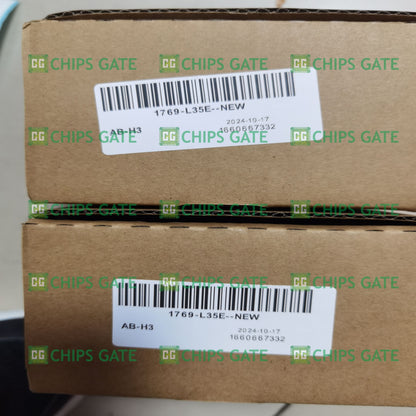 CG CHIPS GATE CG CHIPS GATE CG CHIPS GATE
1769-L35E--NEW
2024-10-17
CG CHIPS GATE CG CHIPS GATE CG CHIPS GATE
AB-H3 1660667332
CG CHIPS GATE CG CHIPS GATE CG CHIPS GATE
CG CHIPS GATE CG CHIPS GATE CG CHIPS GATE
1769-L35E--NEW
AB-H3 2024-10-17
1660667332
CG CHIPS GATE CG CHIPS GATE CG CHIPS GATE